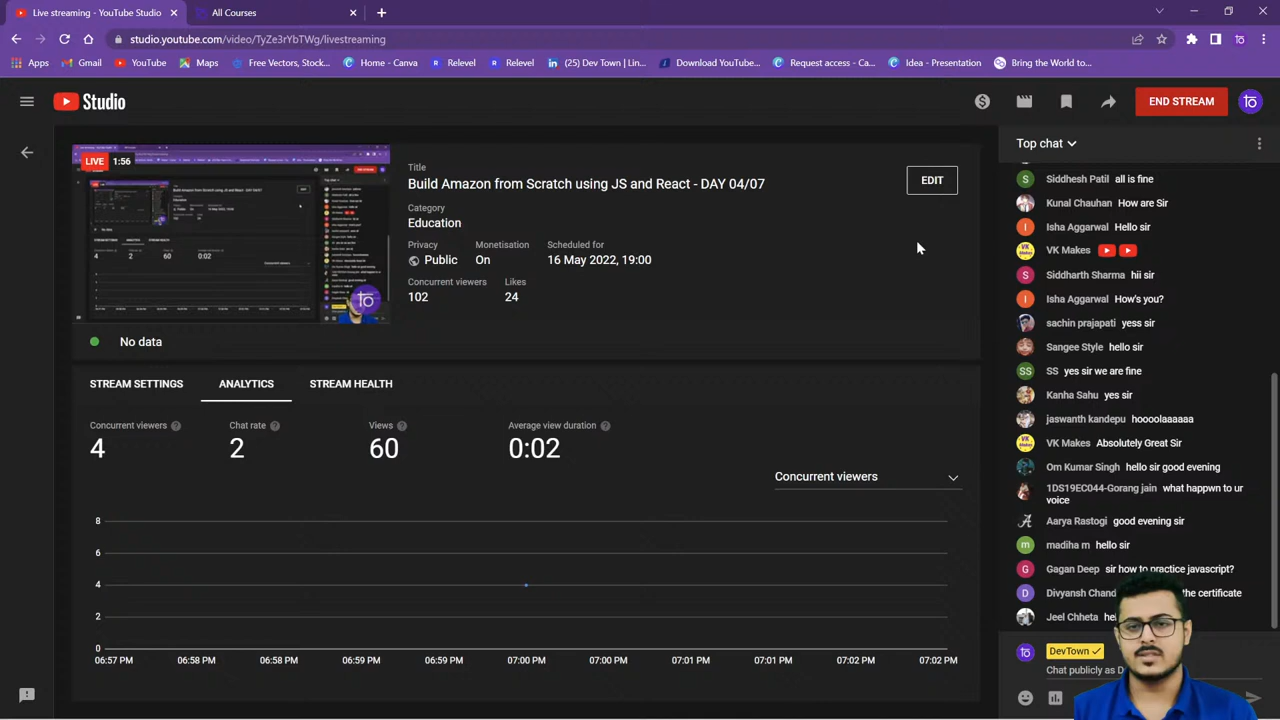 Live streaming - YouTube Studio
All Courses
studio.youtube.com/video/TyZe3rYbTWg/livestreaming
Apps
Gmail
YouTube
Maps
Free Vectors, Stock...
Home - Canva
Relevel
Relevel
(25) Dev Town | Lin...
Download YouTube...
Request access - Ca...
Idea - Presentation
Bring the World to...
Studio
END STREAM
to
LIVE 1:56
Title
Build Amazon from Scratch using JS and React - DAY 04/07
EDIT
Category
Education
Privacy
Monetisation
Scheduled for
Public
On
16 May 2022, 19:00
Concurrent viewers
Likes
102
24
No data
STREAM SETTINGS
ANALYTICS
STREAM HEALTH
Concurrent viewers
4
Chat rate
2
Views
60
Average view duration
0:02
Concurrent viewers
8
6
4
2
0
06:57 PM
06:58 PM
06:58 PM
06:59 PM
06:59 PM
07:00 PM
07:00 PM
07:01 PM
07:01 PM
07:02 PM
07:02 PM
Top chat
Siddhesh Patil all is fine
Kunal Chauhan How are Sir
Isha Aggarwal Hello sir
VK Makes
Siddharth Sharma hii sir
Isha Aggarwal How's you?
sachin prajapati yess sir
Sangee Style hello sir
SS yes sir we are fine
Kanha Sahu yes sir
jaswanth kandepu hooolaaaaaa
VK Makes Absolutely Great Sir
Om Kumar Singh hello sir good evening
1DS19EC044-Gorang jain what happwn to ur
voice
Aarya Rastogi good evening sir
madiha m hello sir
Gagan Deep sir how to practice javascript?
Divyansh Chand the certificate
Jeel Chheta
DevTown
Chat publicly as